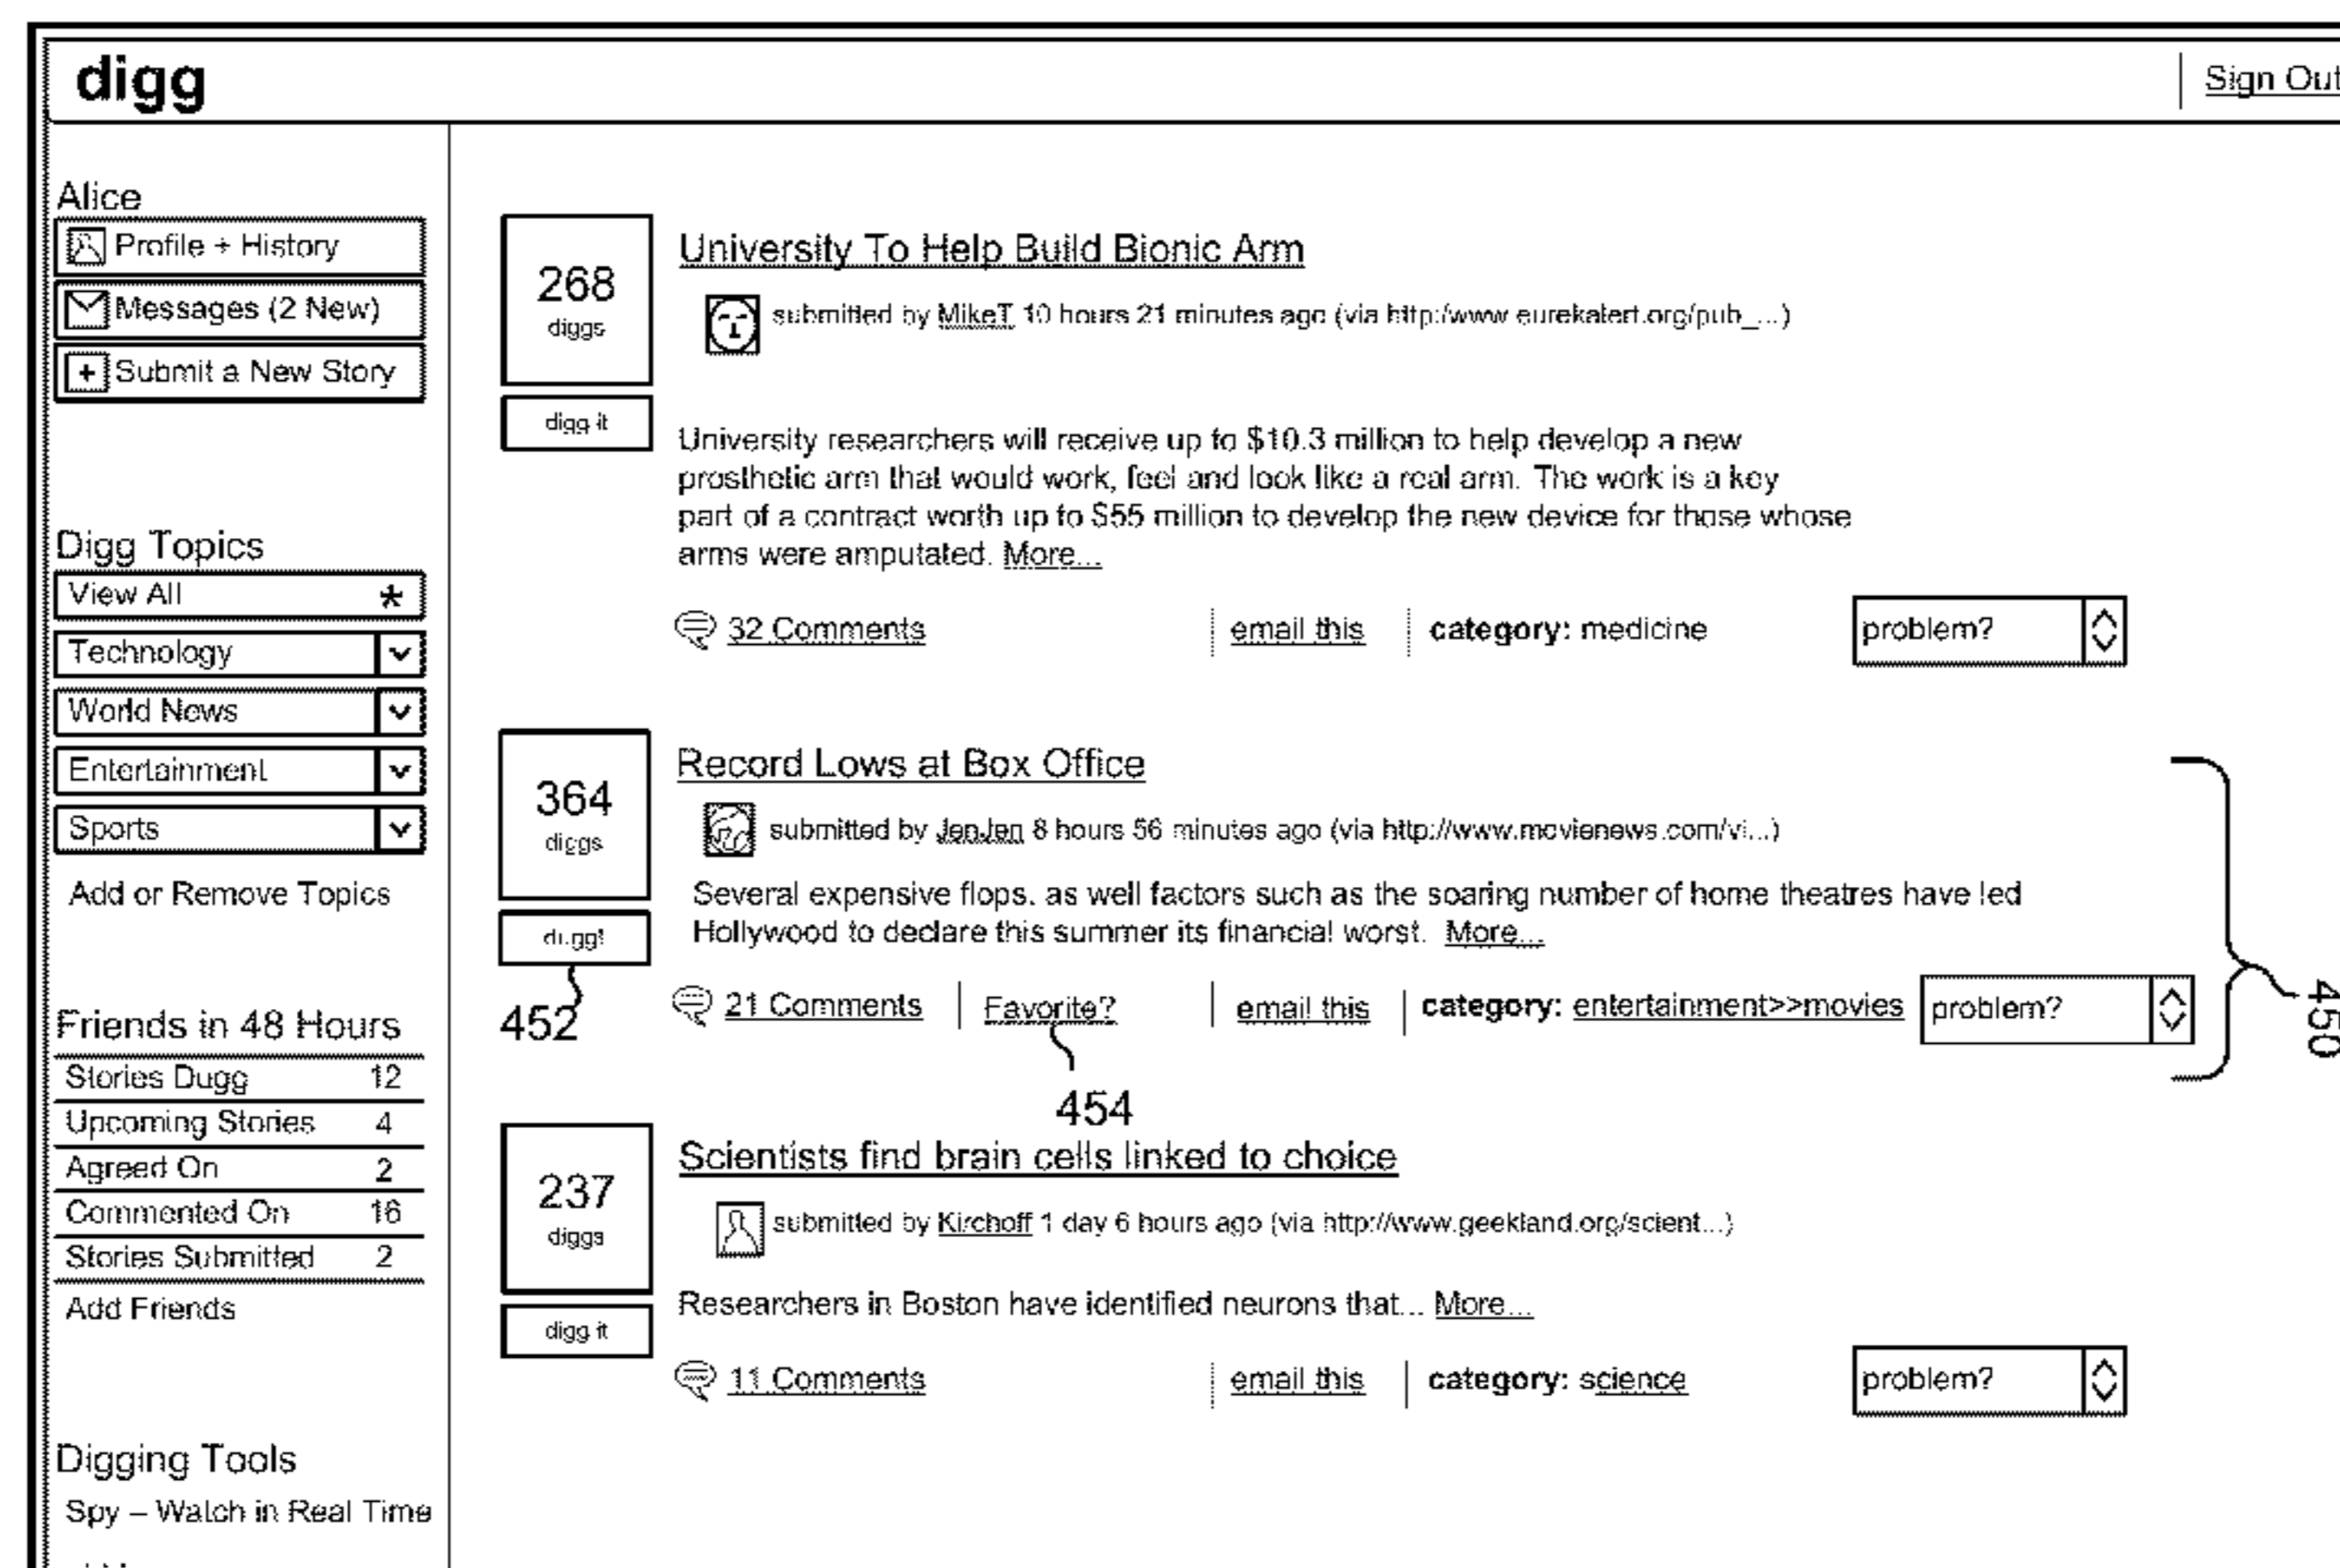 digg
Sign Out
Alice
Profile + History
Messages (2 New)
Submit a New Story
Digg Topics
View All *
Technology
World News
Entertainment
Sports
Add or Remove Topics
Friends in 48 Hours
Stories Dugg 12
Upcoming Stories 4
Agreed On 2
Commented On 16
Stories Submitted 2
Add Friends
Digging Tools
Spy – Watch in Real Time
268
diggs
digg it
University To Help Build Bionic Arm
submitted by MikeT 10 hours 21 minutes ago (via http:/www.eurekalert.org/pub_...)
University researchers will receive up to $10.3 million to help develop a new
prosthetic arm that would work, feel and look like a real arm. The work is a key
part of a contract worth up to $55 million to develop the new device for those whose
arms were amputated. More...
32 Comments
email this
category: medicine
problem?
364
diggs
dugg!
452
Record Lows at Box Office
submitted by JenJen 8 hours 56 minutes ago (via http://www.movienews.com/vi...)
Several expensive flops, as well factors such as the soaring number of home theatres have led
Hollywood to declare this summer its financial worst. More...
21 Comments
Favorite?
email this
category: entertainment>>movies
problem?
450
454
237
diggs
digg it
Scientists find brain cells linked to choice
submitted by Kirchoff 1 day 6 hours ago (via http://www.geekland.org/scient...)
Researchers in Boston have identified neurons that... More...
11 Comments
email this
category: science
problem?